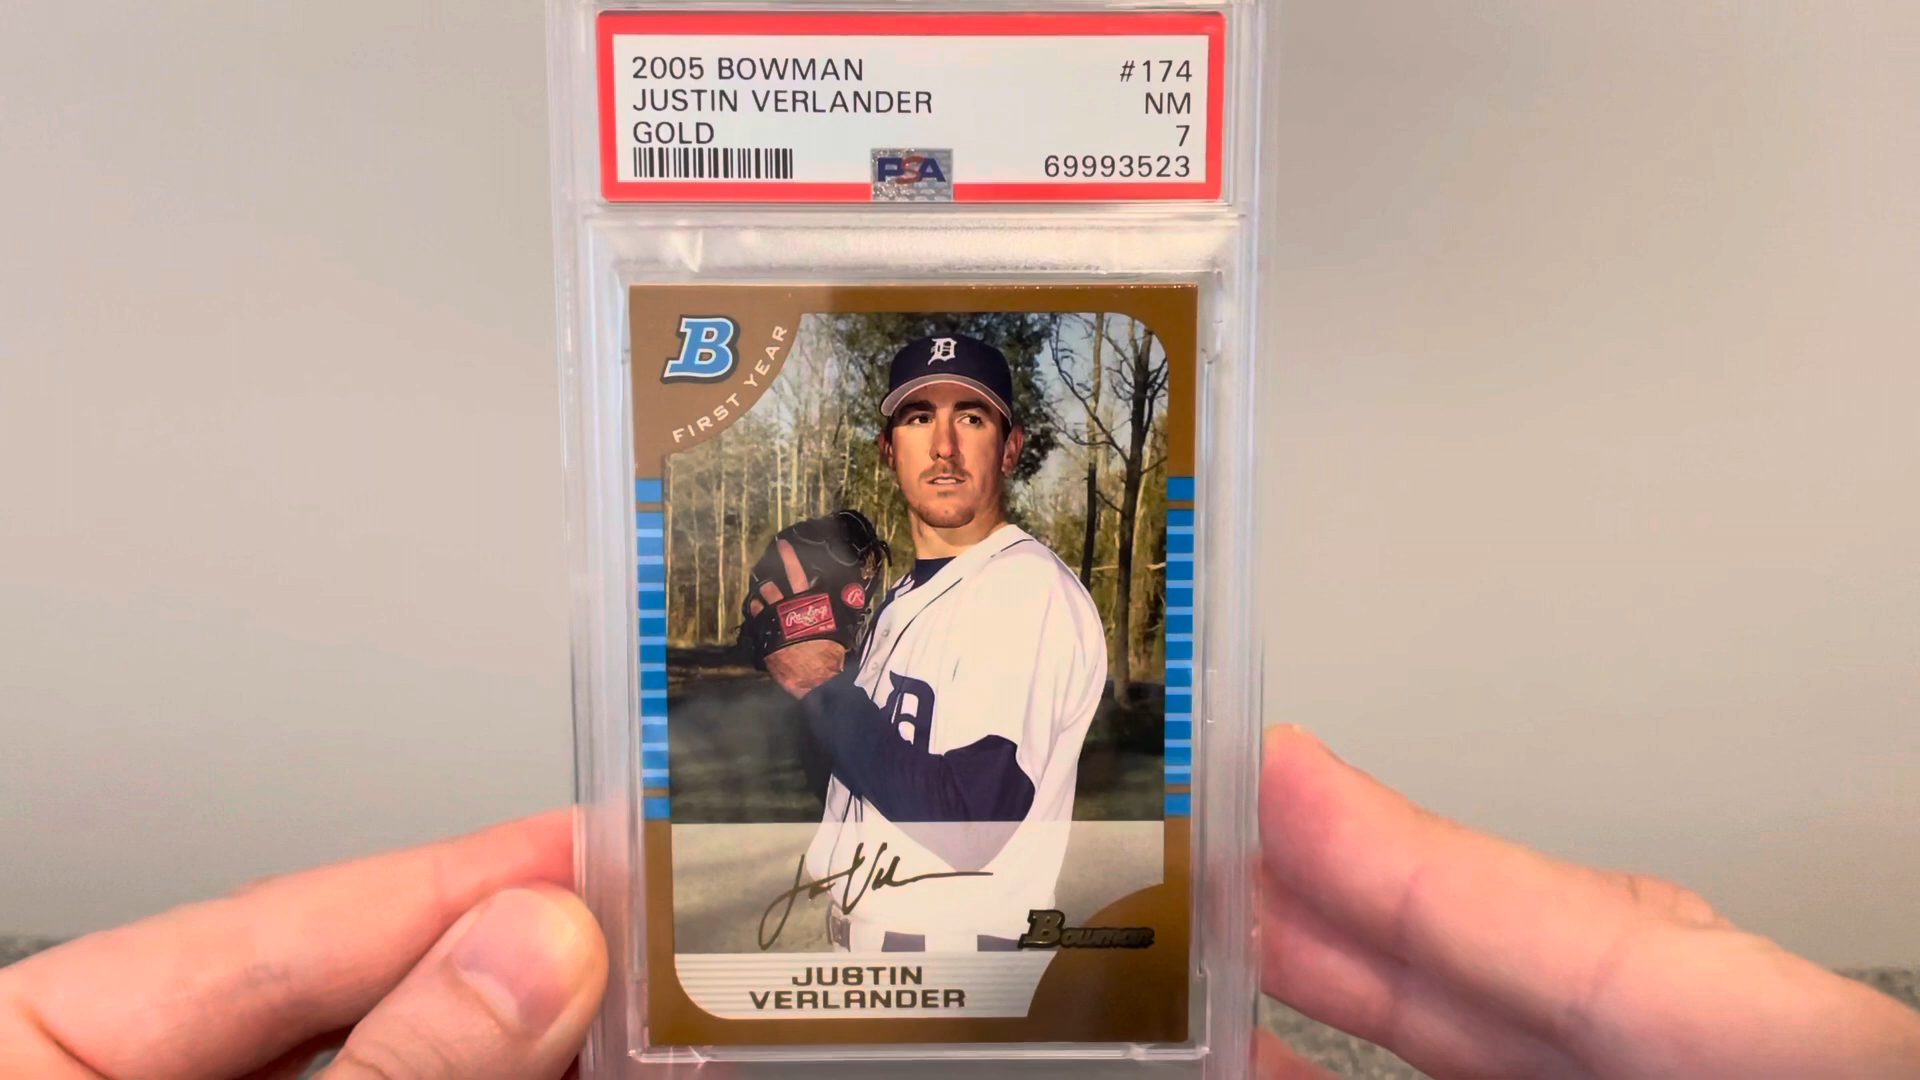 2005 BOWMAN #174
JUSTIN VERLANDER NM
GOLD 7
PSA 69993523
B
FIRST YEAR
D
Rawlings
R
D
Bowman
JUSTIN
VERLANDER